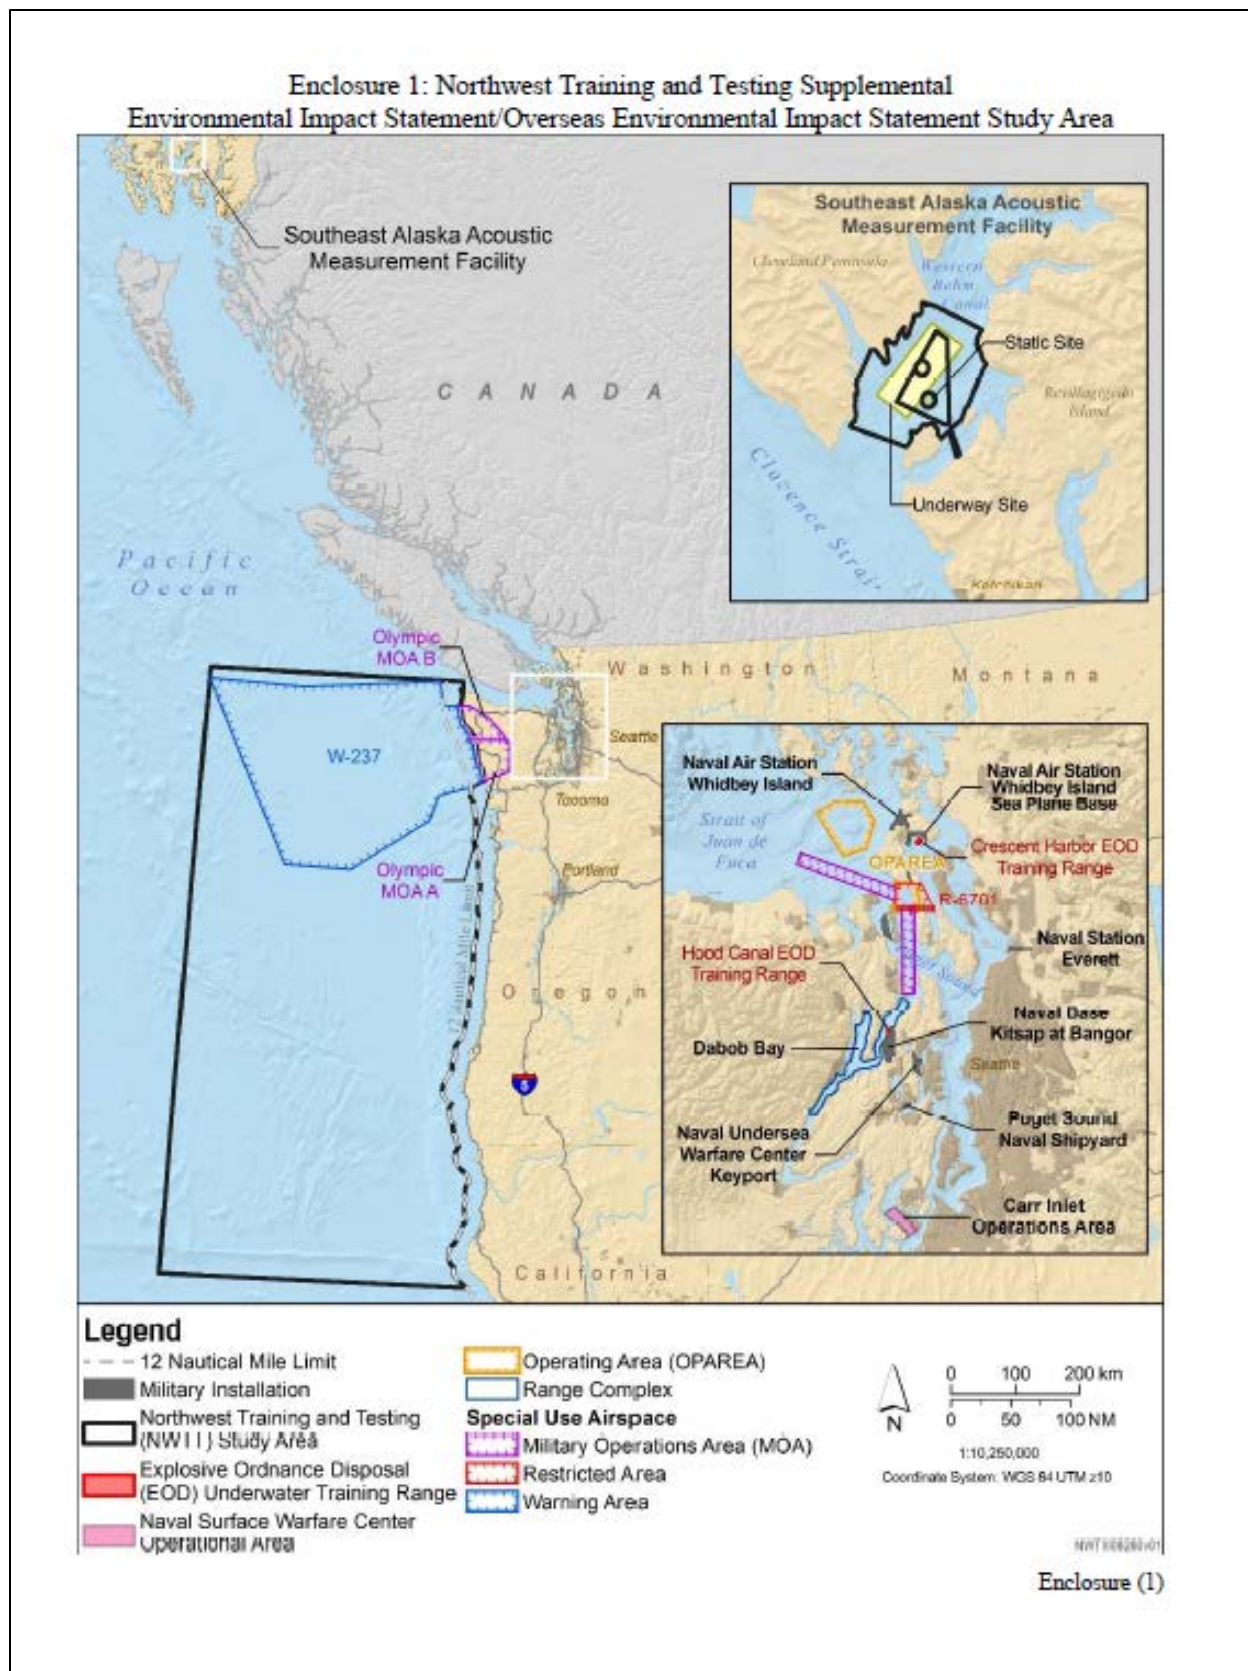 Enclosure 1: Northwest Training and Testing Supplemental
Environmental Impact Statement/Overseas Environmental Impact Statement Study Area
Southeast Alaska Acoustic
Measurement Facility
CANADA
Pacific
Ocean
Olympic
MOA B
W-237
Olympic
MOA A
12 Nautical Mile Limit
Washington
Montana
Seattle
Tacoma
Portland
Oregon
5
California
Southeast Alaska Acoustic
Measurement Facility
Cleveland Peninsula
Western
Behm
Canal
Static Site
Revillagigedo
Island
Clarence Strait
Underway Site
Ketchikan
Naval Air Station
Whidbey Island
Naval Air Station
Whidbey Island
Sea Plane Base
Strait of
Juan de
Fuca
OPAREA
Crescent Harbor EOD
Training Range
R-6701
Hood Canal EOD
Training Range
Puget Sound
Naval Station
Everett
Naval Base
Kitsap at Bangor
Dabob Bay
Seattle
Naval Undersea
Warfare Center
Keyport
Puget Sound
Naval Shipyard
Carr Inlet
Operations Area
Legend
12 Nautical Mile Limit
Military Installation
Northwest Training and Testing
(NWTT) Study Area
Explosive Ordnance Disposal
(EOD) Underwater Training Range
Naval Surface Warfare Center
Operational Area
Operating Area (OPAREA)
Range Complex
Special Use Airspace
Military Operations Area (MOA)
Restricted Area
Warning Area
N
0 100 200 km
0 50 100 NM
1:10,250,000
Coordinate System: WGS 84 UTM z10
Enclosure (1)